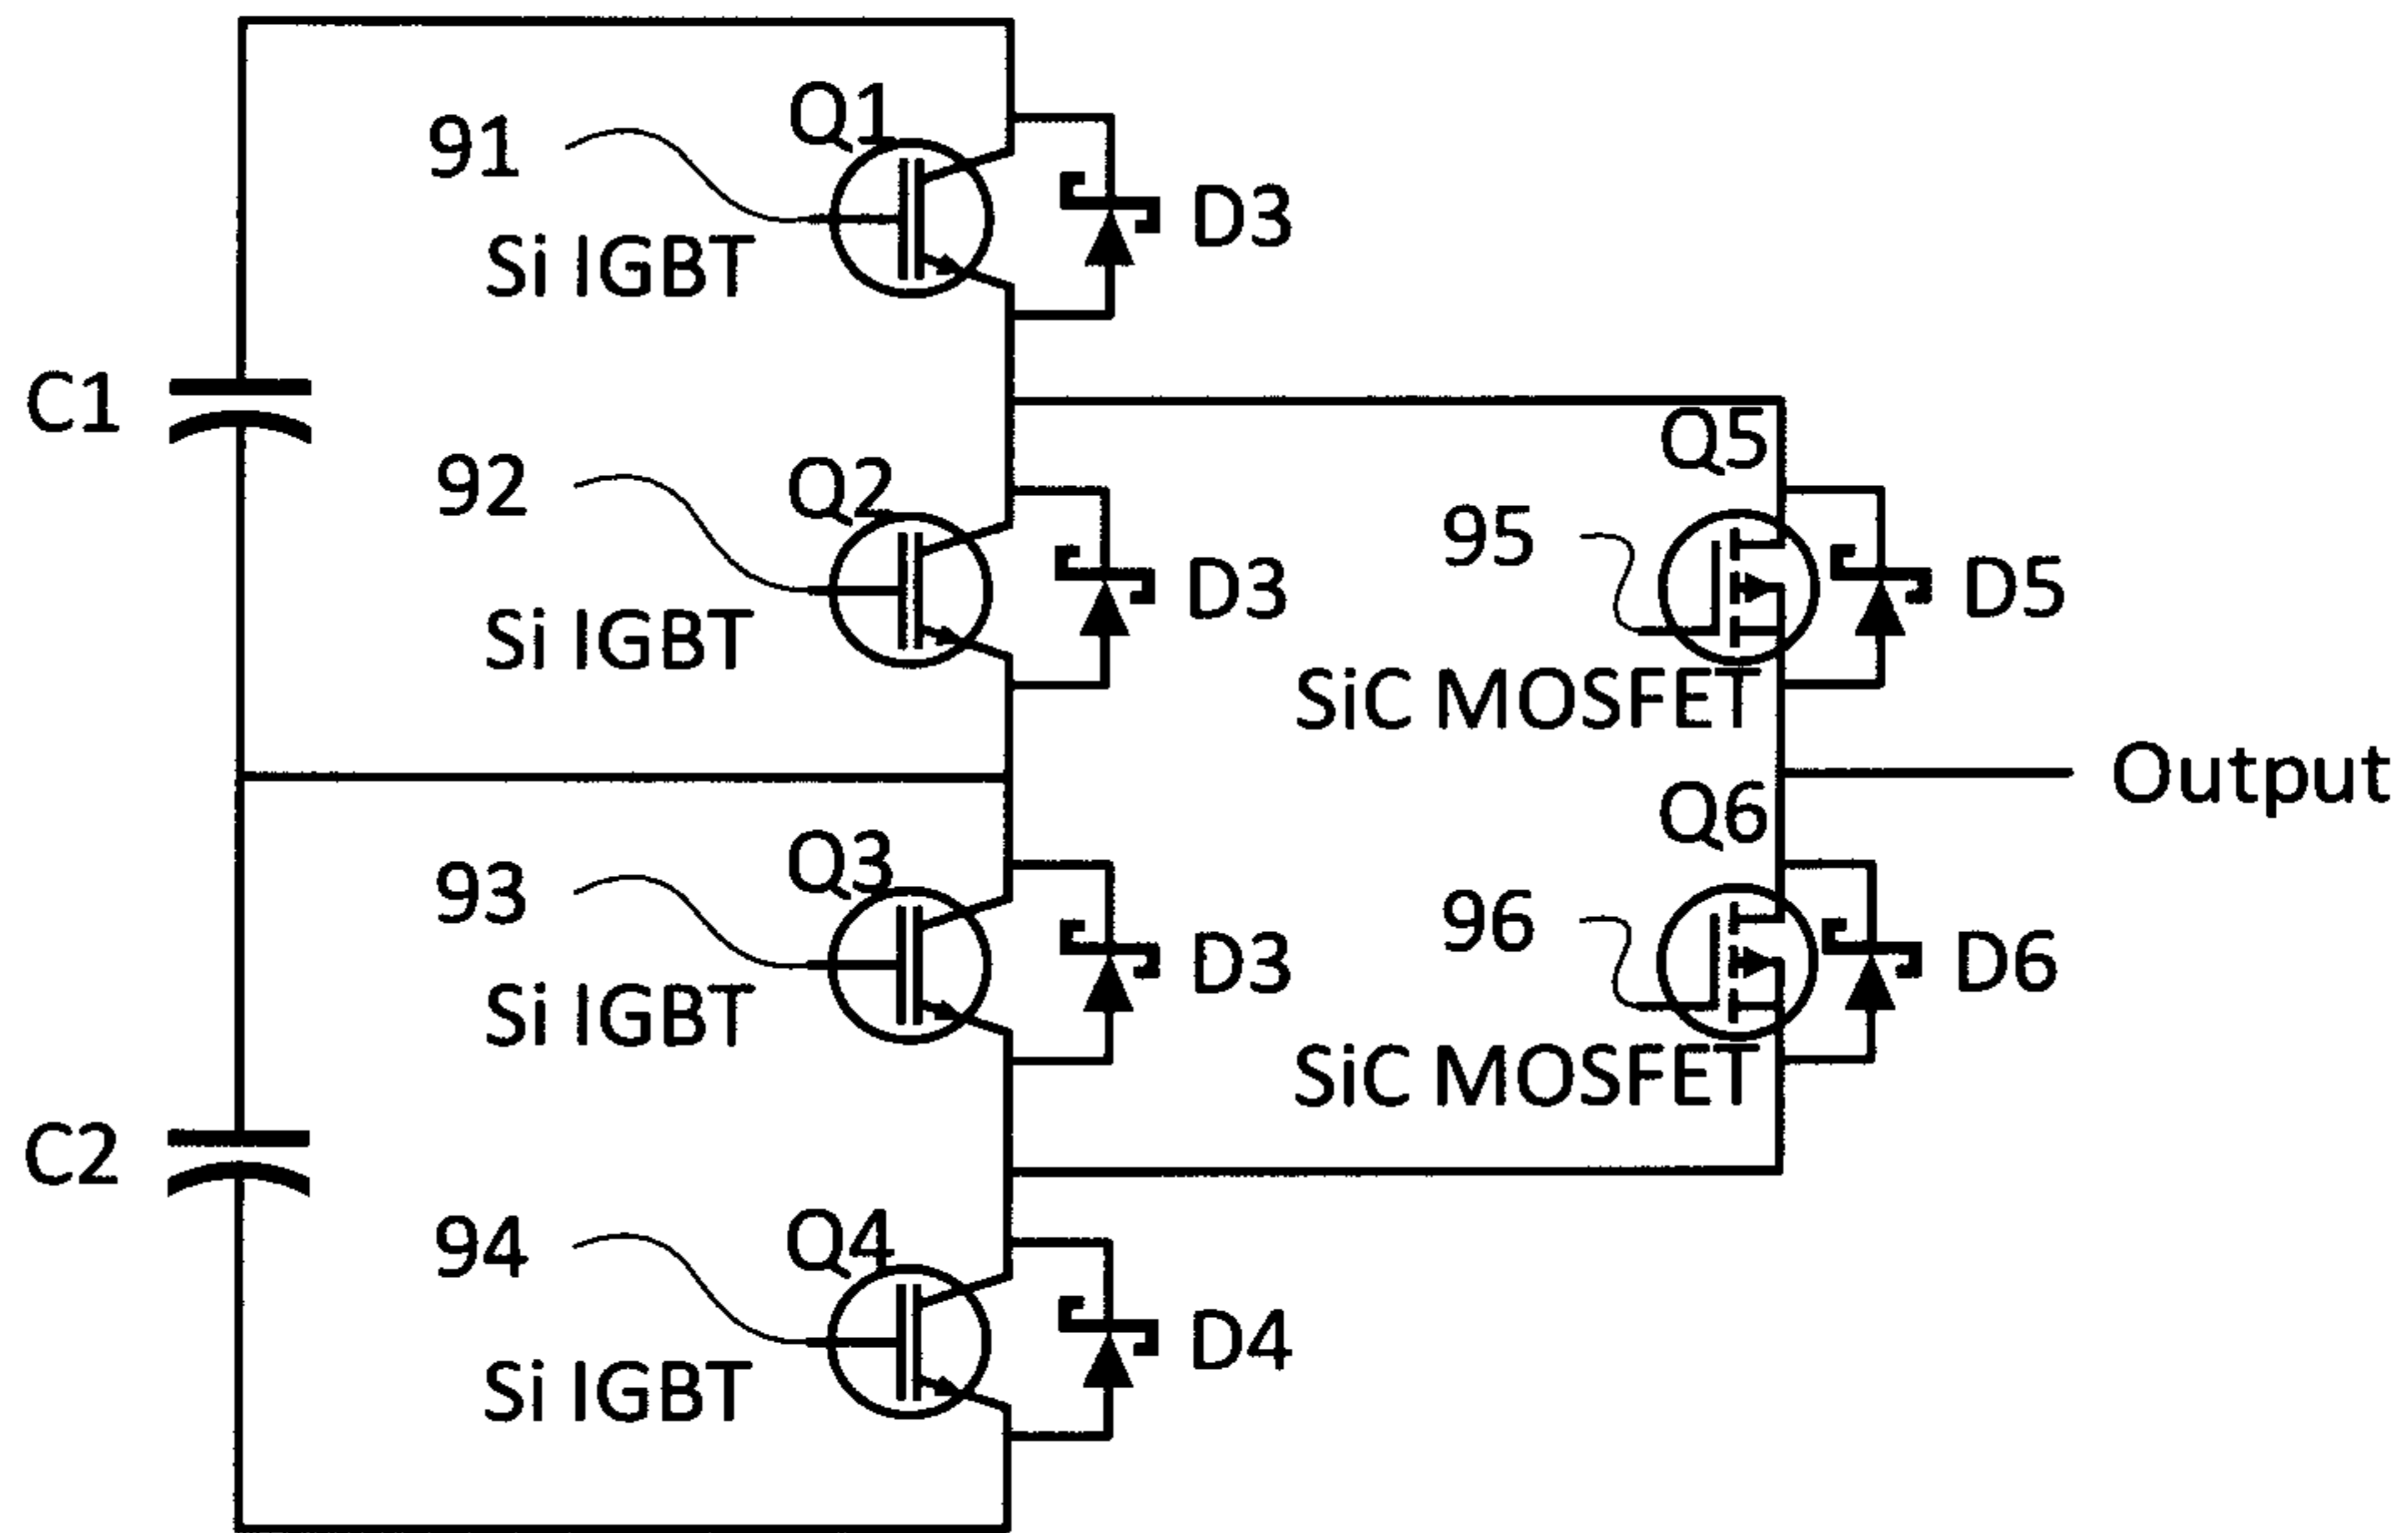 Q1
91
D3
Si IGBT
C1
Q2
92
D3
Si IGBT
Q5
95
D5
SiC MOSFET
Output
Q3
93
D3
Si IGBT
Q6
96
D6
SiC MOSFET
C2
Q4
94
D4
Si IGBT